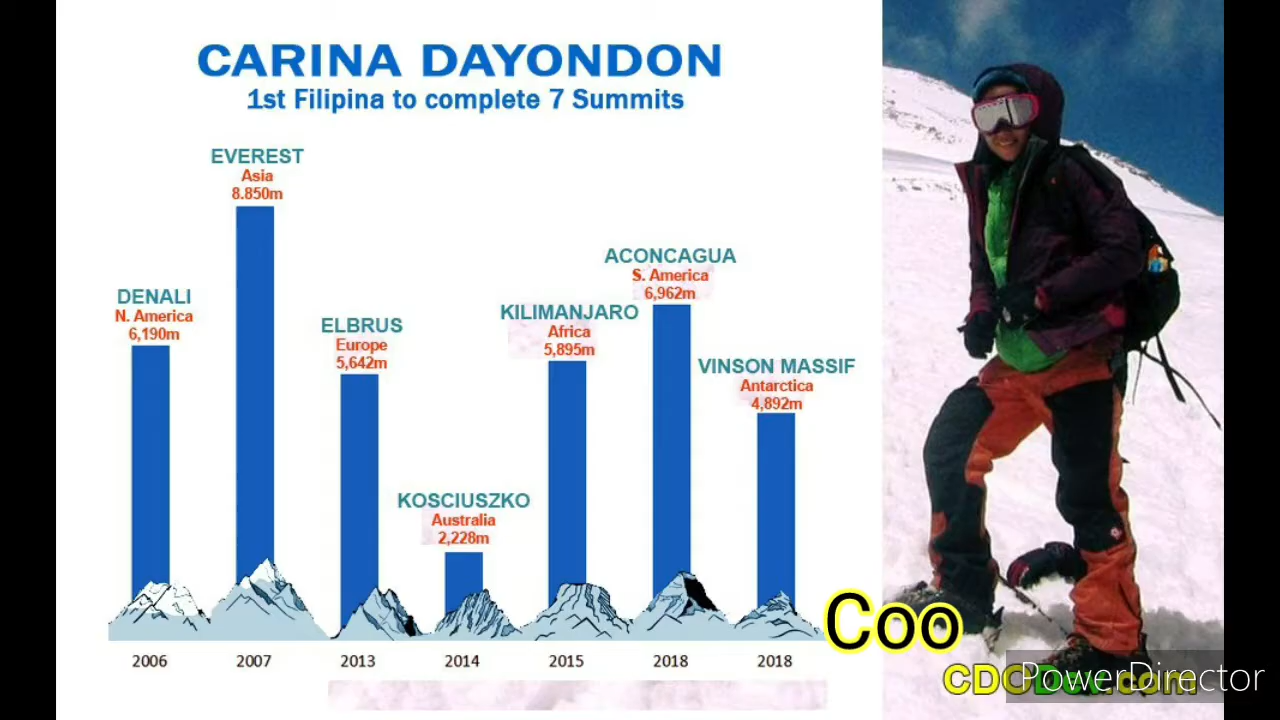 CARINA DAYONDON
1st Filipina to complete 7 Summits
EVEREST
Asia
8.850m
ACONCAGUA
S. America
6,962m
DENALI
N. America
6,190m
KILIMANJARO
Africa
5,895m
ELBRUS
Europe
5,642m
VINSON MASSIF
Antarctica
4,892m
KOSCIUSZKO
Australia
2,228m
2006 2007 2013 2014 2015 2018 2018
Coo
CDODev.com
PowerDirector